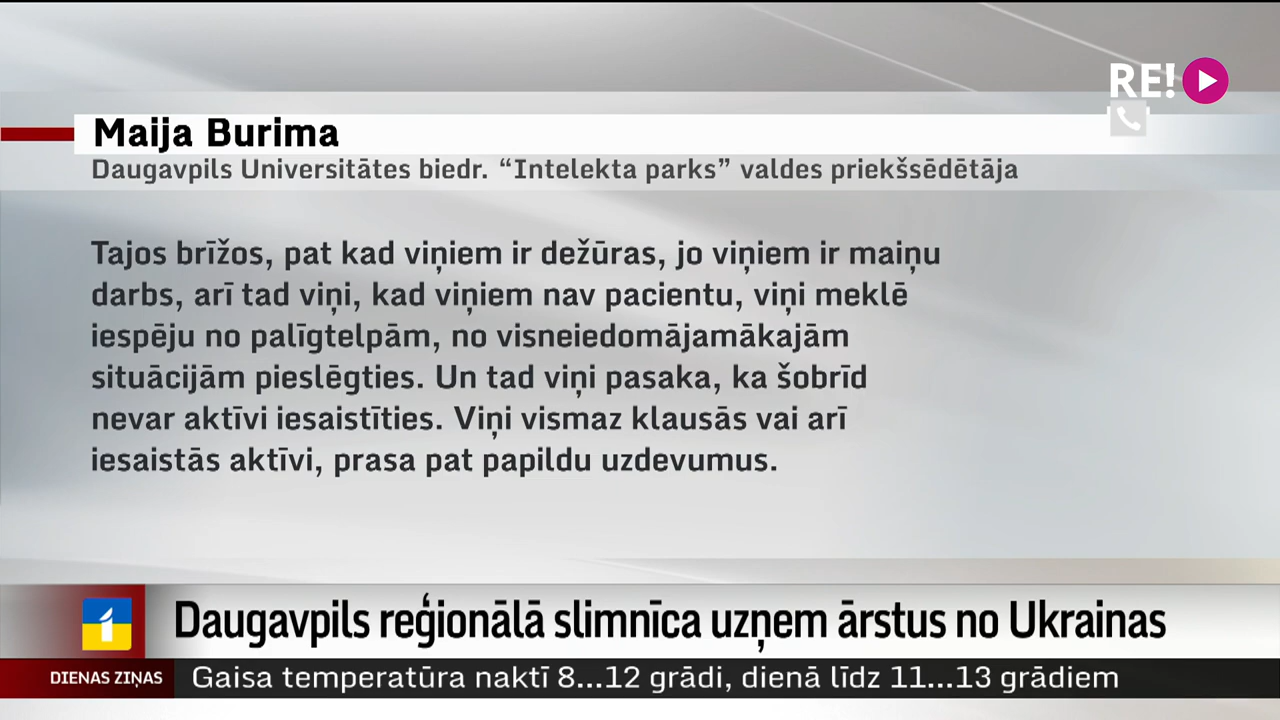 RE!
Maija Burima
Daugavpils Universitātes biedr. “Intelekta parks” valdes priekšsēdētāja
Tajos brīžos, pat kad viņiem ir dežūras, jo viņiem ir maiņu
darbs, arī tad viņi, kad viņiem nav pacientu, viņi meklē
iespēju no palīgtelpām, no visneiedomājamākajām
situācijām pieslēgties. Un tad viņi pasaka, ka šobrīd
nevar aktīvi iesaistīties. Viņi vismaz klausās vai arī
iesaistās aktīvi, prasa pat papildu uzdevumus.
1
Daugavpils reģionālā slimnīca uzņem ārstus no Ukrainas
DIENAS ZIŅAS
Gaisa temperatūra naktī 8...12 grādi, dienā līdz 11...13 grādiem